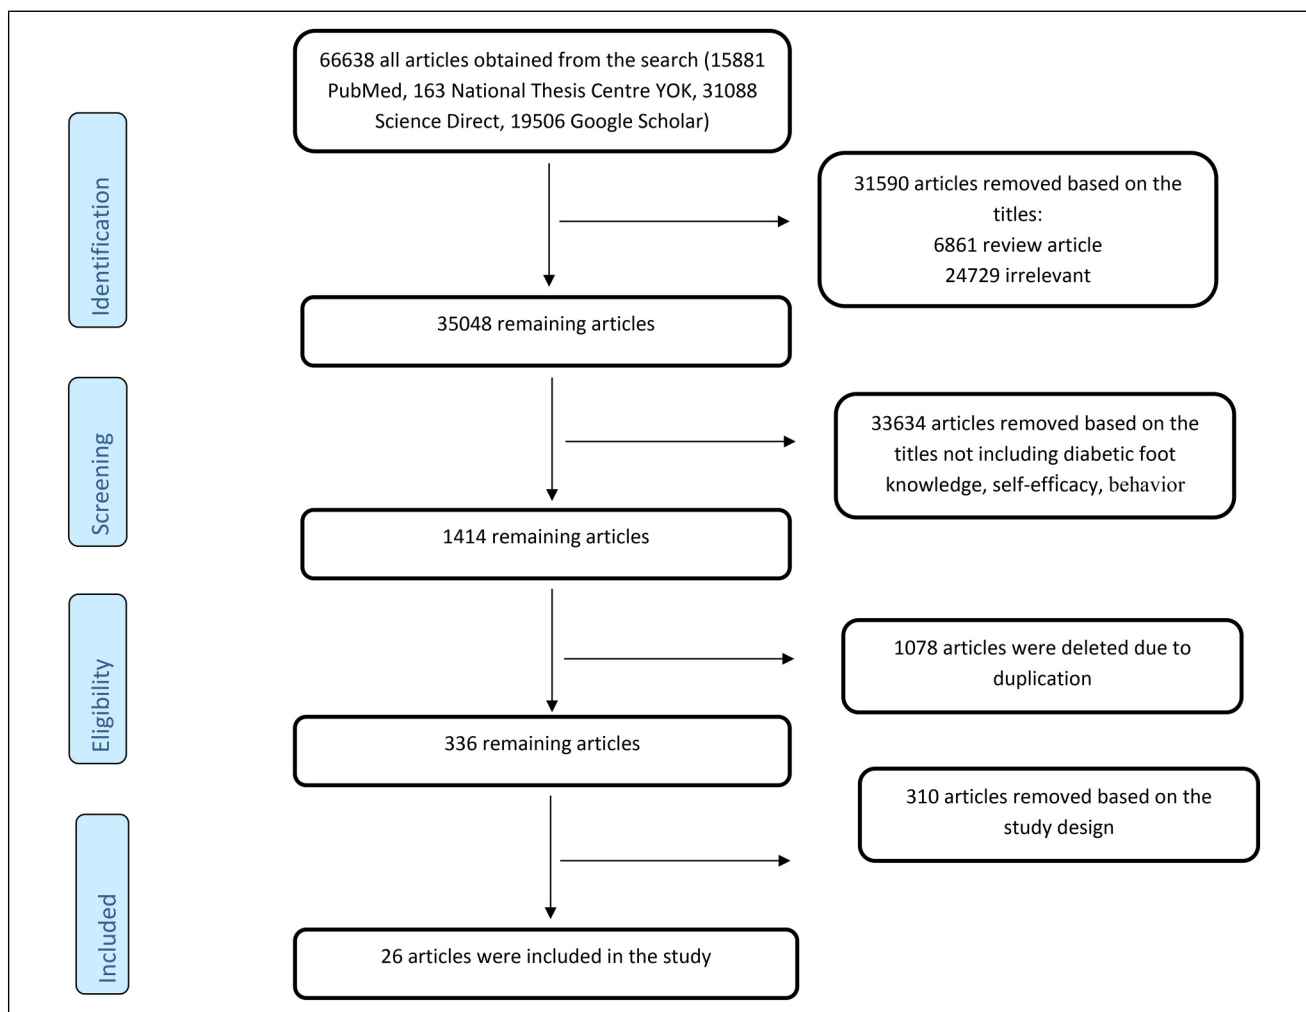 66638 all articles obtained from the search (15881
PubMed, 163 National Thesis Centre YOK, 31088
Science Direct, 19506 Google Scholar)
Identification
31590 articles removed based on the
titles:
6861 review article
24729 irrelevant
35048 remaining articles
Screening
33634 articles removed based on the
titles not including diabetic foot
knowledge, self-efficacy, behavior
1414 remaining articles
Eligibility
1078 articles were deleted due to
duplication
336 remaining articles
310 articles removed based on the
study design
Included
26 articles were included in the study